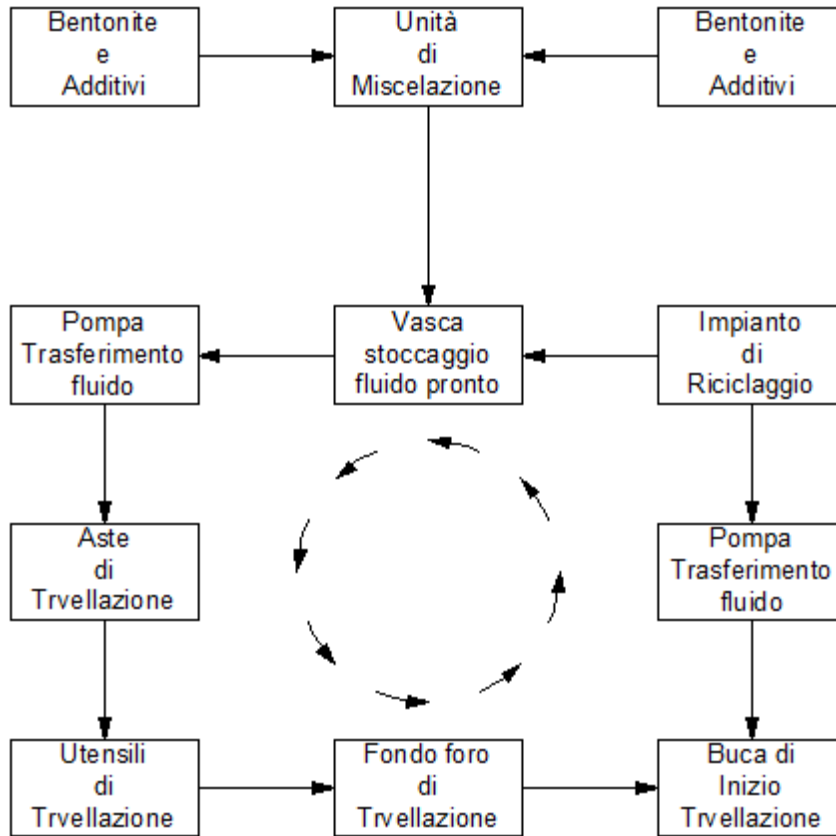 Bentonite
e
Additivi
Unità
di
Miscelazione
Bentonite
e
Additivi
Pompa
Trasferimento
fluido
Vasca
stoccaggio
fluido pronto
Impianto
di
Riciclaggio
Aste
di
Trvellazione
Pompa
Trasferimento
fluido
Utensili
di
Trvellazione
Fondo foro
di
Trvellazione
Buca di
Inizio
Trvellazione